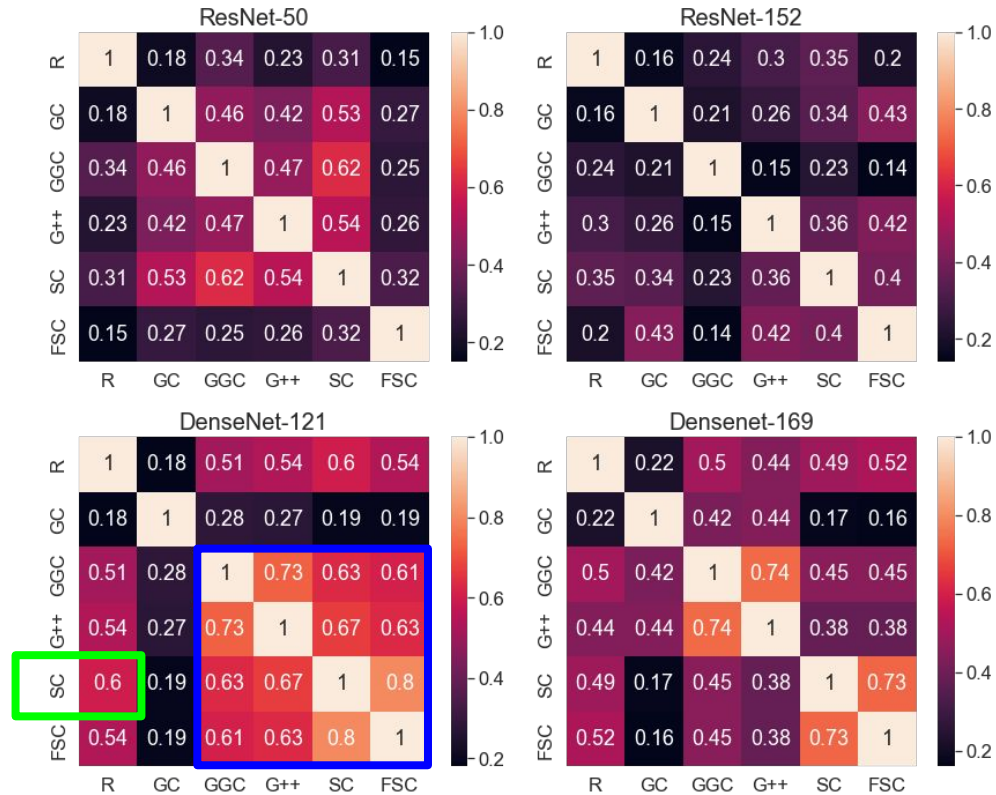 ResNet-50
R 1 0.18 0.34 0.23 0.31 0.15
GC 0.18 1 0.46 0.42 0.53 0.27
GGC 0.34 0.46 1 0.47 0.62 0.25
G++ 0.23 0.42 0.47 1 0.54 0.26
SC 0.31 0.53 0.62 0.54 1 0.32
FSC 0.15 0.27 0.25 0.26 0.32 1
R GC GGC G++ SC FSC
1.0
0.8
0.6
0.4
0.2
ResNet-152
R 1 0.16 0.24 0.3 0.35 0.2
GC 0.16 1 0.21 0.26 0.34 0.43
GGC 0.24 0.21 1 0.15 0.23 0.14
G++ 0.3 0.26 0.15 1 0.36 0.42
SC 0.35 0.34 0.23 0.36 1 0.4
FSC 0.2 0.43 0.14 0.42 0.4 1
R GC GGC G++ SC FSC
1.0
0.8
0.6
0.4
0.2
DenseNet-121
R 1 0.18 0.51 0.54 0.6 0.54
GC 0.18 1 0.28 0.27 0.19 0.19
GGC 0.51 0.28 1 0.73 0.63 0.61
G++ 0.54 0.27 0.73 1 0.67 0.63
SC 0.6 0.19 0.63 0.67 1 0.8
FSC 0.54 0.19 0.61 0.63 0.8 1
R GC GGC G++ SC FSC
1.0
0.8
0.6
0.4
0.2
Densenet-169
R 1 0.22 0.5 0.44 0.49 0.52
GC 0.22 1 0.42 0.44 0.17 0.16
GGC 0.5 0.42 1 0.74 0.45 0.45
G++ 0.44 0.44 0.74 1 0.38 0.38
SC 0.49 0.17 0.45 0.38 1 0.73
FSC 0.52 0.16 0.45 0.38 0.73 1
R GC GGC G++ SC FSC
1.0
0.8
0.6
0.4
0.2